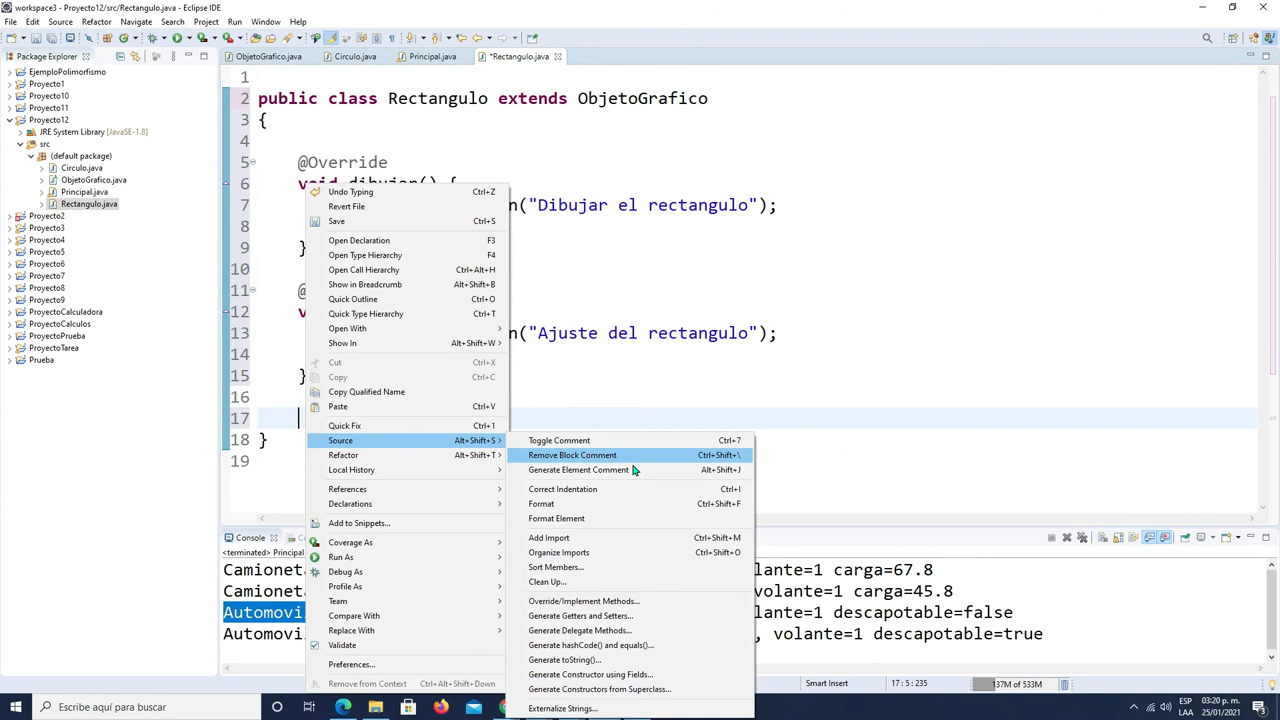 workspace3 - Proyecto12/src/Rectangulo.java - Eclipse IDE
File Edit Source Refactor Navigate Search Project Run Window Help
Package Explorer
ObjetoGrafico.java
Circulo.java
Principal.java
*Rectangulo.java
EjemploPolimorfismo
Proyecto1
Proyecto10
Proyecto11
Proyecto12
JRE System Library [JavaSE-1.8]
src
(default package)
Circulo.java
ObjetoGrafico.java
Principal.java
Rectangulo.java
Proyecto2
Proyecto3
Proyecto4
Proyecto5
Proyecto6
Proyecto7
Proyecto8
Proyecto9
ProyectoCalculadora
ProyectoCalculos
ProyectoPrueba
ProyectoTarea
Prueba
1
2 public class Rectangulo extends ObjetoGrafico
3 {
4
5 @Override
6 void dibujar() {
7 n("Dibujar el rectangulo");
8
9 }
10
11 @
12 v
13 n("Ajuste del rectangulo");
14
15 }
16
17
18 }
19
Undo Typing Ctrl+Z
Revert File
Save Ctrl+S
Open Declaration F3
Open Type Hierarchy F4
Open Call Hierarchy Ctrl+Alt+H
Show in Breadcrumb Alt+Shift+B
Quick Outline Ctrl+O
Quick Type Hierarchy Ctrl+T
Open With
Show In Alt+Shift+W
Cut Ctrl+X
Copy Ctrl+C
Copy Qualified Name
Paste Ctrl+V
Quick Fix Ctrl+1
Source Alt+Shift+S
Refactor Alt+Shift+T
Local History
References
Declarations
Add to Snippets...
Coverage As
Run As
Debug As
Profile As
Team
Compare With
Replace With
Validate
Preferences...
Remove from Context Ctrl+Alt+Shift+Down
Toggle Comment Ctrl+7
Remove Block Comment Ctrl+Shift+\
Generate Element Comment Alt+Shift+J
Correct Indentation Ctrl+I
Format Ctrl+Shift+F
Format Element
Add Import Ctrl+Shift+M
Organize Imports Ctrl+Shift+O
Sort Members...
Clean Up...
Override/Implement Methods...
Generate Getters and Setters...
Generate Delegate Methods...
Generate hashCode() and equals()...
Generate toString()...
Generate Constructor using Fields...
Generate Constructors from Superclass...
Externalize Strings...
Console
<terminated> Principal
Camioneta lante=1 carga=67.8
Camioneta volante=1 carga=45.8
Automovi lante=1 descapotable=false
Automovi , volante=1 descapotable=true
Smart Insert
17 : 5 : 235
137M of 533M
Escribe aquí para buscar
ESP
LAA
03:20 p. m.
25/01/2021
3